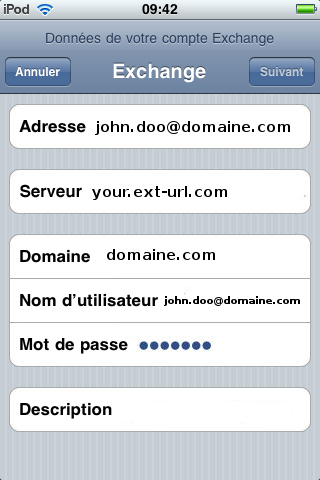 iPod 09:42
Données de votre compte Exchange
Annuler Exchange Suivant
Adresse john.doo@domaine.com
Serveur your.ext-url.com
Domaine domaine.com
Nom d'utilisateur john.doo@domaine.com
Mot de passe ●●●●●●●
Description